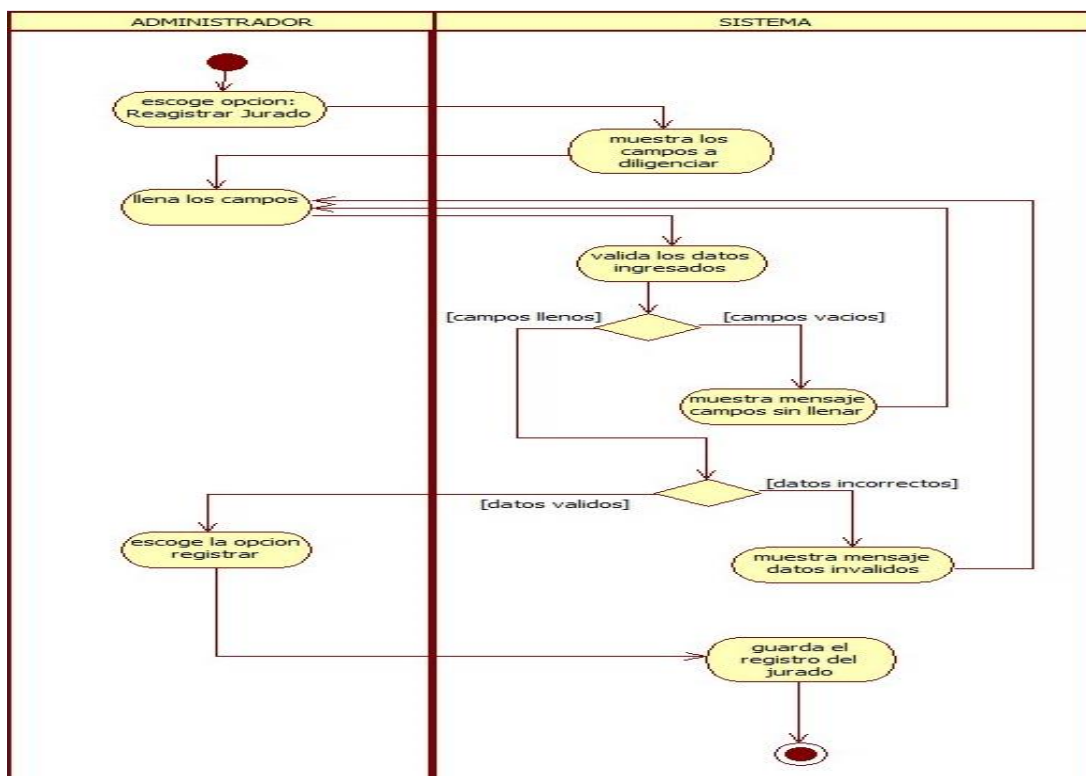 ADMINISTRADOR
SISTEMA
escoge opcion:
Reagistrar Jurado
muestra los
campos a
diligenciar
llena los campos
valida los datos
ingresados
[campos llenos]
[campos vacios]
muestra mensaje
campos sin llenar
[datos incorrectos]
[datos validos]
escoge la opcion
registrar
muestra mensaje
datos invalidos
guarda el
registro del
jurado